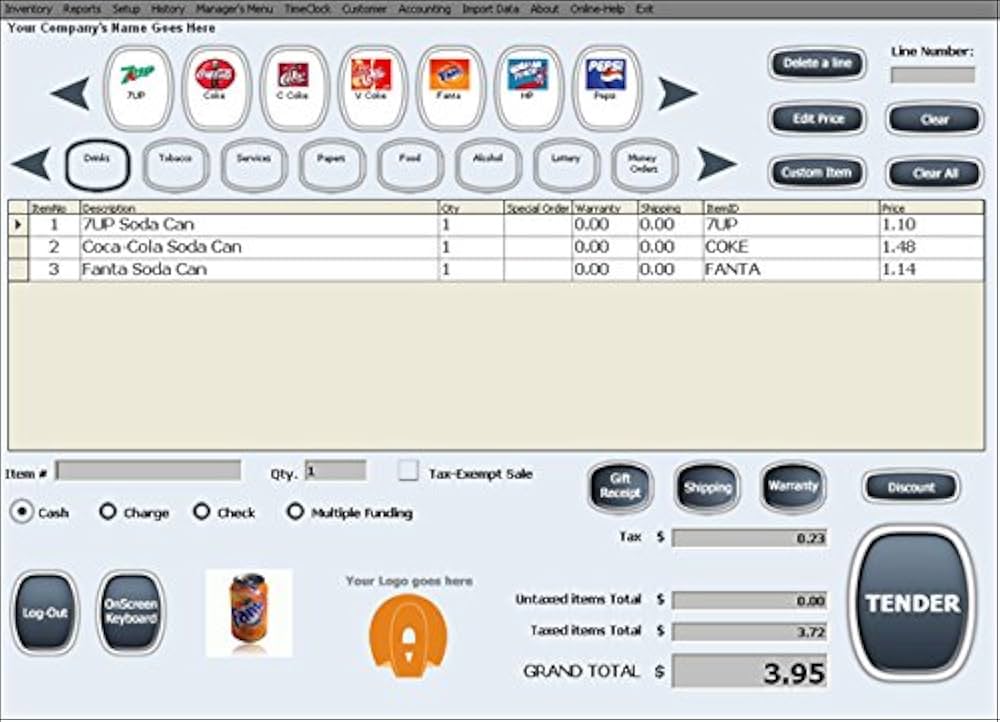 Inventory Reports Setup History Manager's Menu TimeClock Customer Accounting Import Data About Online-Help Exit
Your Company's Name Goes Here
7UP Coke C Coke V Coke Fanta HP Pepsi
Delete a line
Line Number:
Edit Price
Clear
Drinks Tobacco Services Papers Food Alcohol Lottery Money Orders
Custom Item
Clear All
ItemNo Description Qty Special Order Warranty Shipping ItemID Price
1 7UP Soda Can 1 0.00 0.00 7UP 1.10
2 Coca-Cola Soda Can 1 0.00 0.00 COKE 1.48
3 Fanta Soda Can 1 0.00 0.00 FANTA 1.14
Item # Qty. 1 Tax-Exempt Sale
Gift Receipt Shipping Warranty Discount
Cash Charge Check Multiple Funding
Tax $ 0.23
Log-Out OnScreen Keyboard
Fanta
Your Logo goes here
Untaxed items Total $ 0.00
Taxed items Total $ 3.72
GRAND TOTAL $ 3.95
TENDER